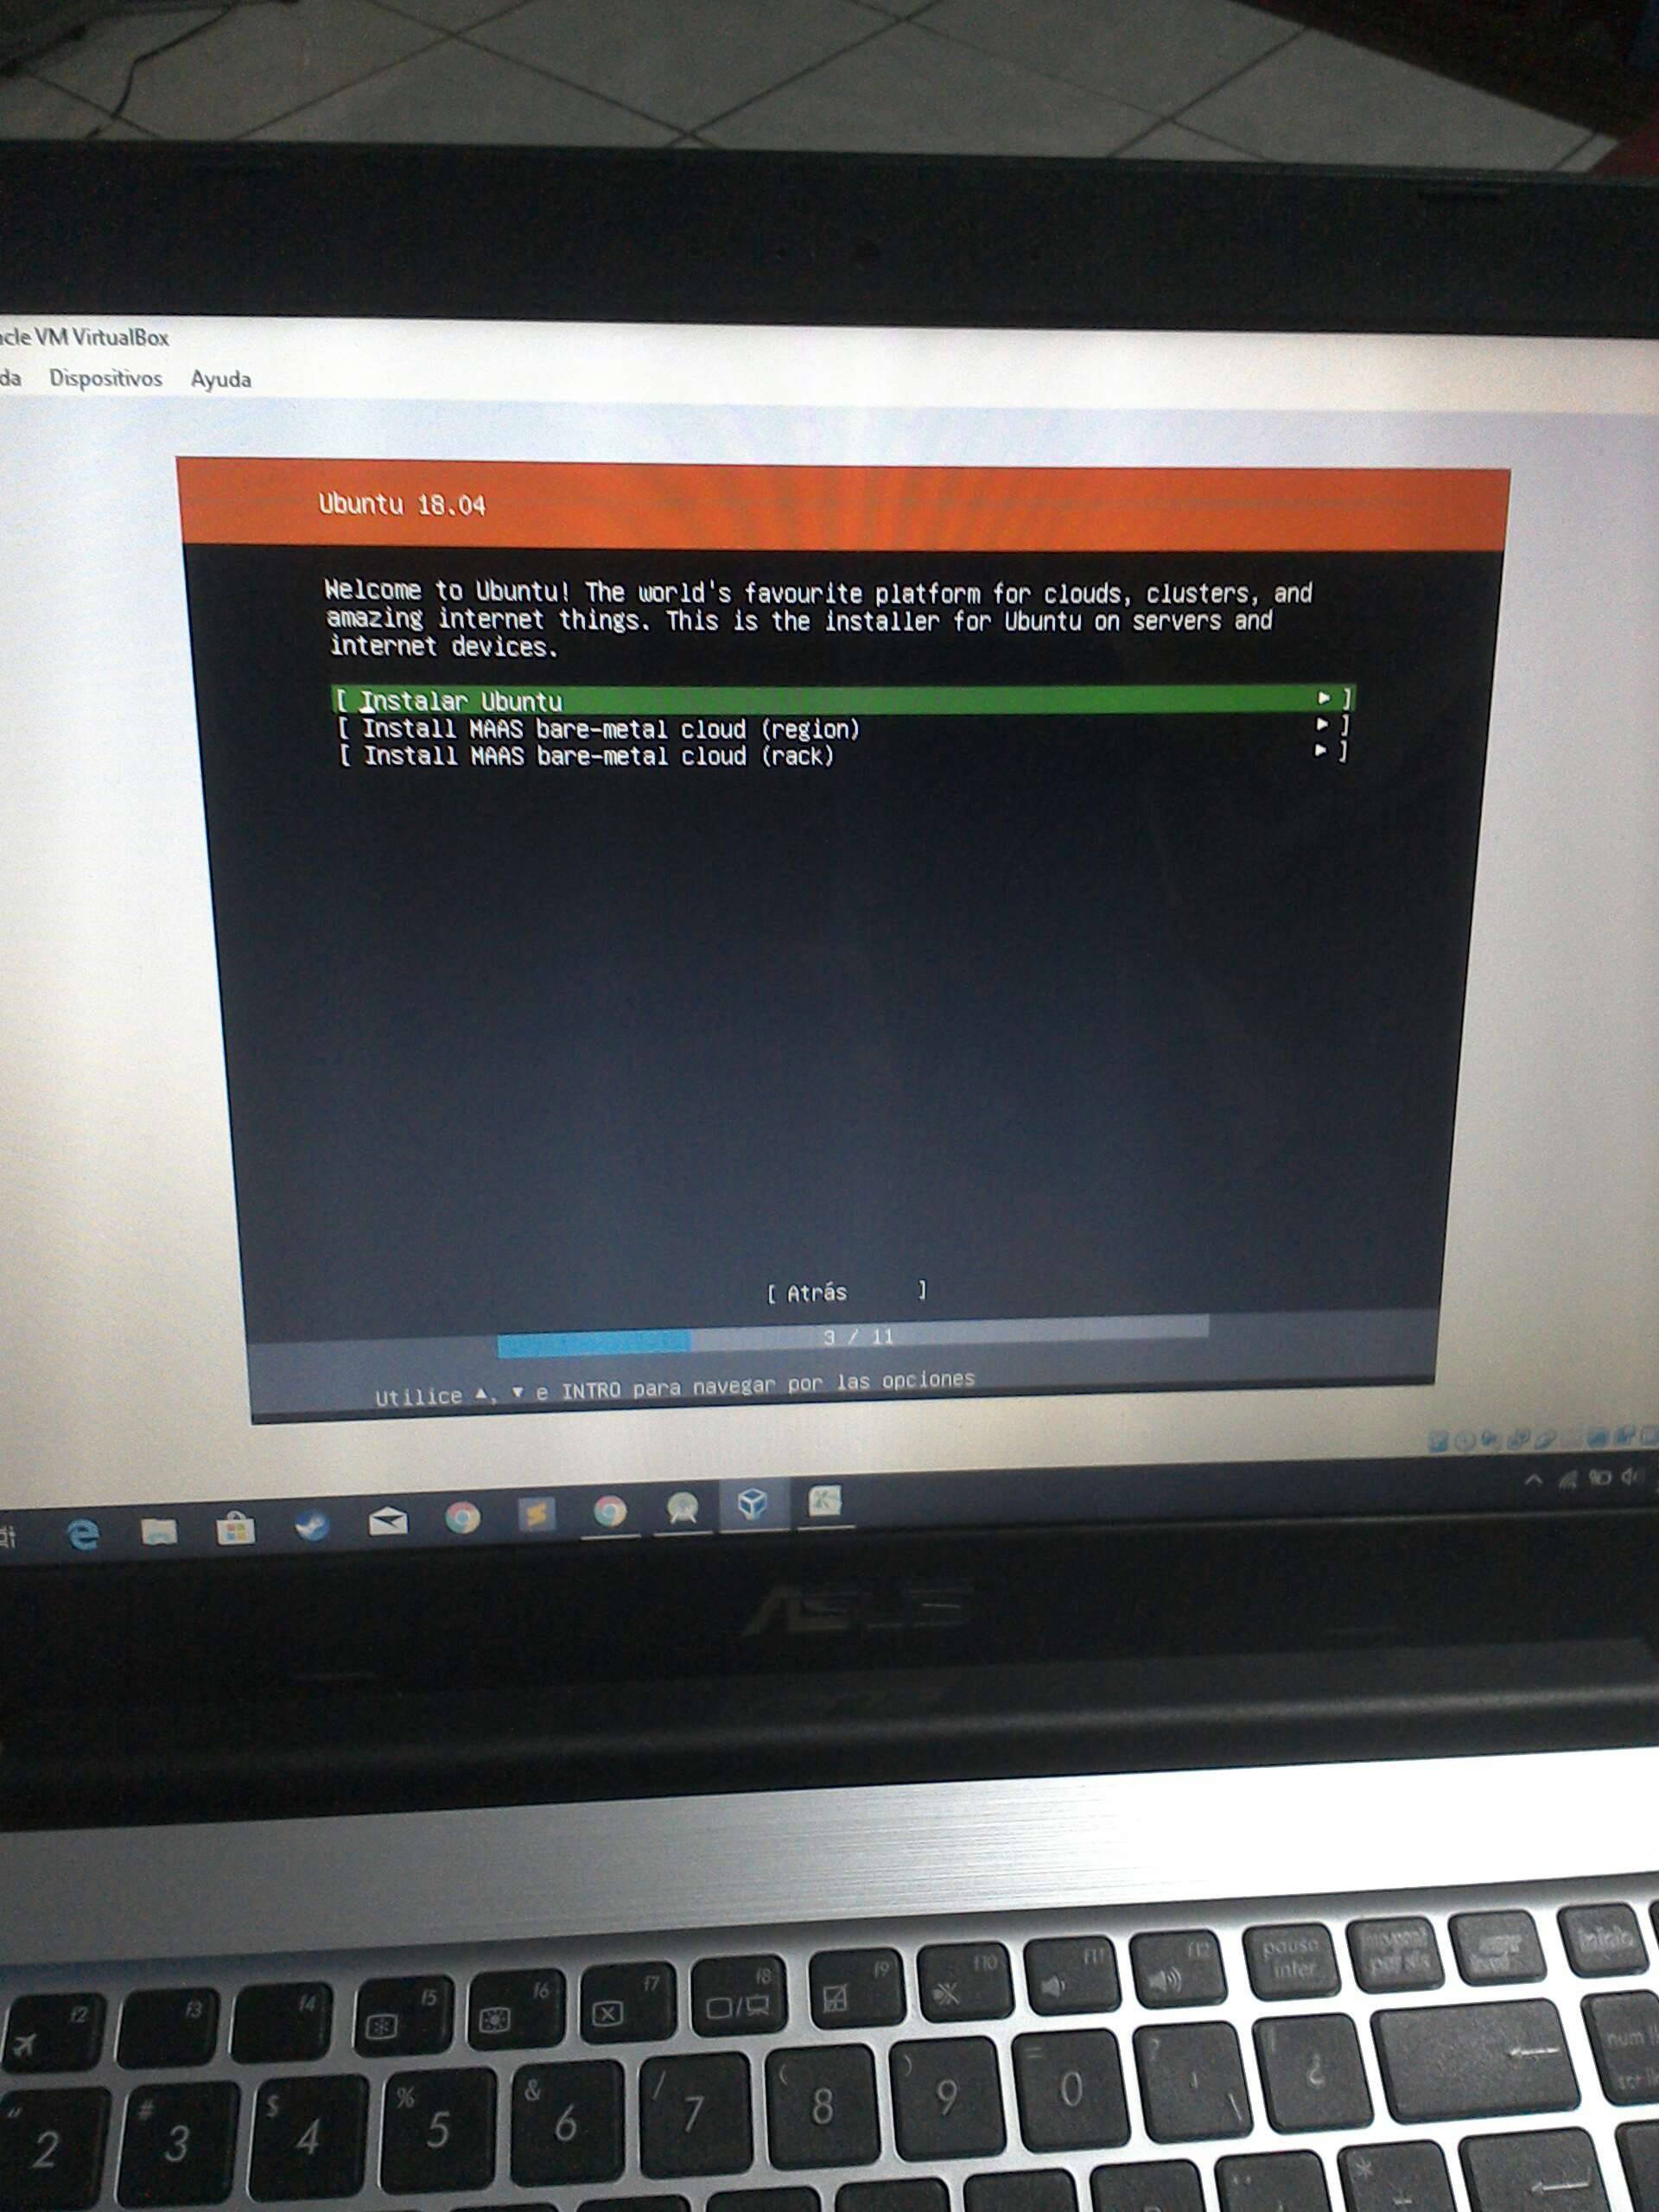 cle VM VirtualBox
da Dispositivos Ayuda
Ubuntu 18.04
Welcome to Ubuntu! The world's favourite platform for clouds, clusters, and
amazing internet things. This is the installer for Ubuntu on servers and
internet devices.
[ Instalar Ubuntu ► ]
[ Install MAAS bare-metal cloud (region) ► ]
[ Install MAAS bare-metal cloud (rack) ► ]
[ Atrás ]
3 / 11
Utilice ▲, ▼ e INTRO para navegar por las opciones
ASUS
f2 f3 f4 f5 f6 f7 f8 f9 f10 f11 f12 pausa inter inicio
" 2 # 3 $ 4 % 5 & 6 / 7 ( 8 ) 9 = 0 ? ' \ ¡ ¿ num
*